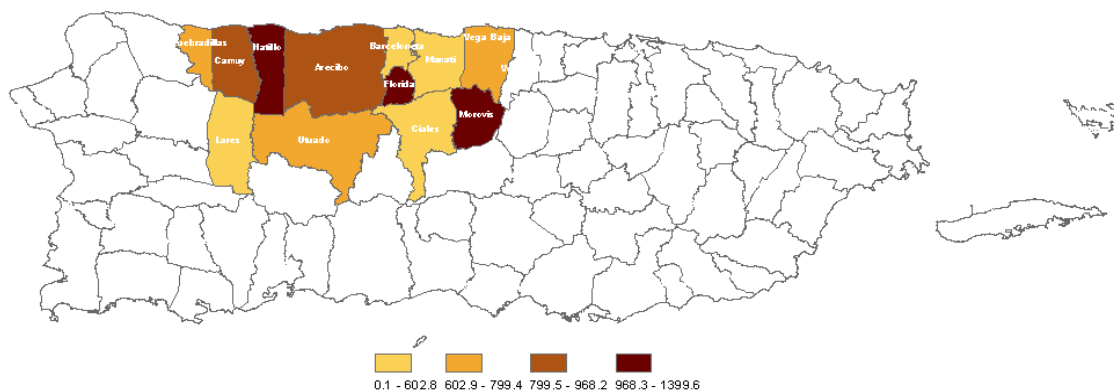 uebradillas
Camuy
Hatillo
Arecibo
Barceloneta
Manatí
Vega Baja
V
Florida
Morovis
Lares
Utuado
Ciales
0.1 - 602.8 602.9 - 799.4 799.5 - 968.2 968.3 - 1399.6